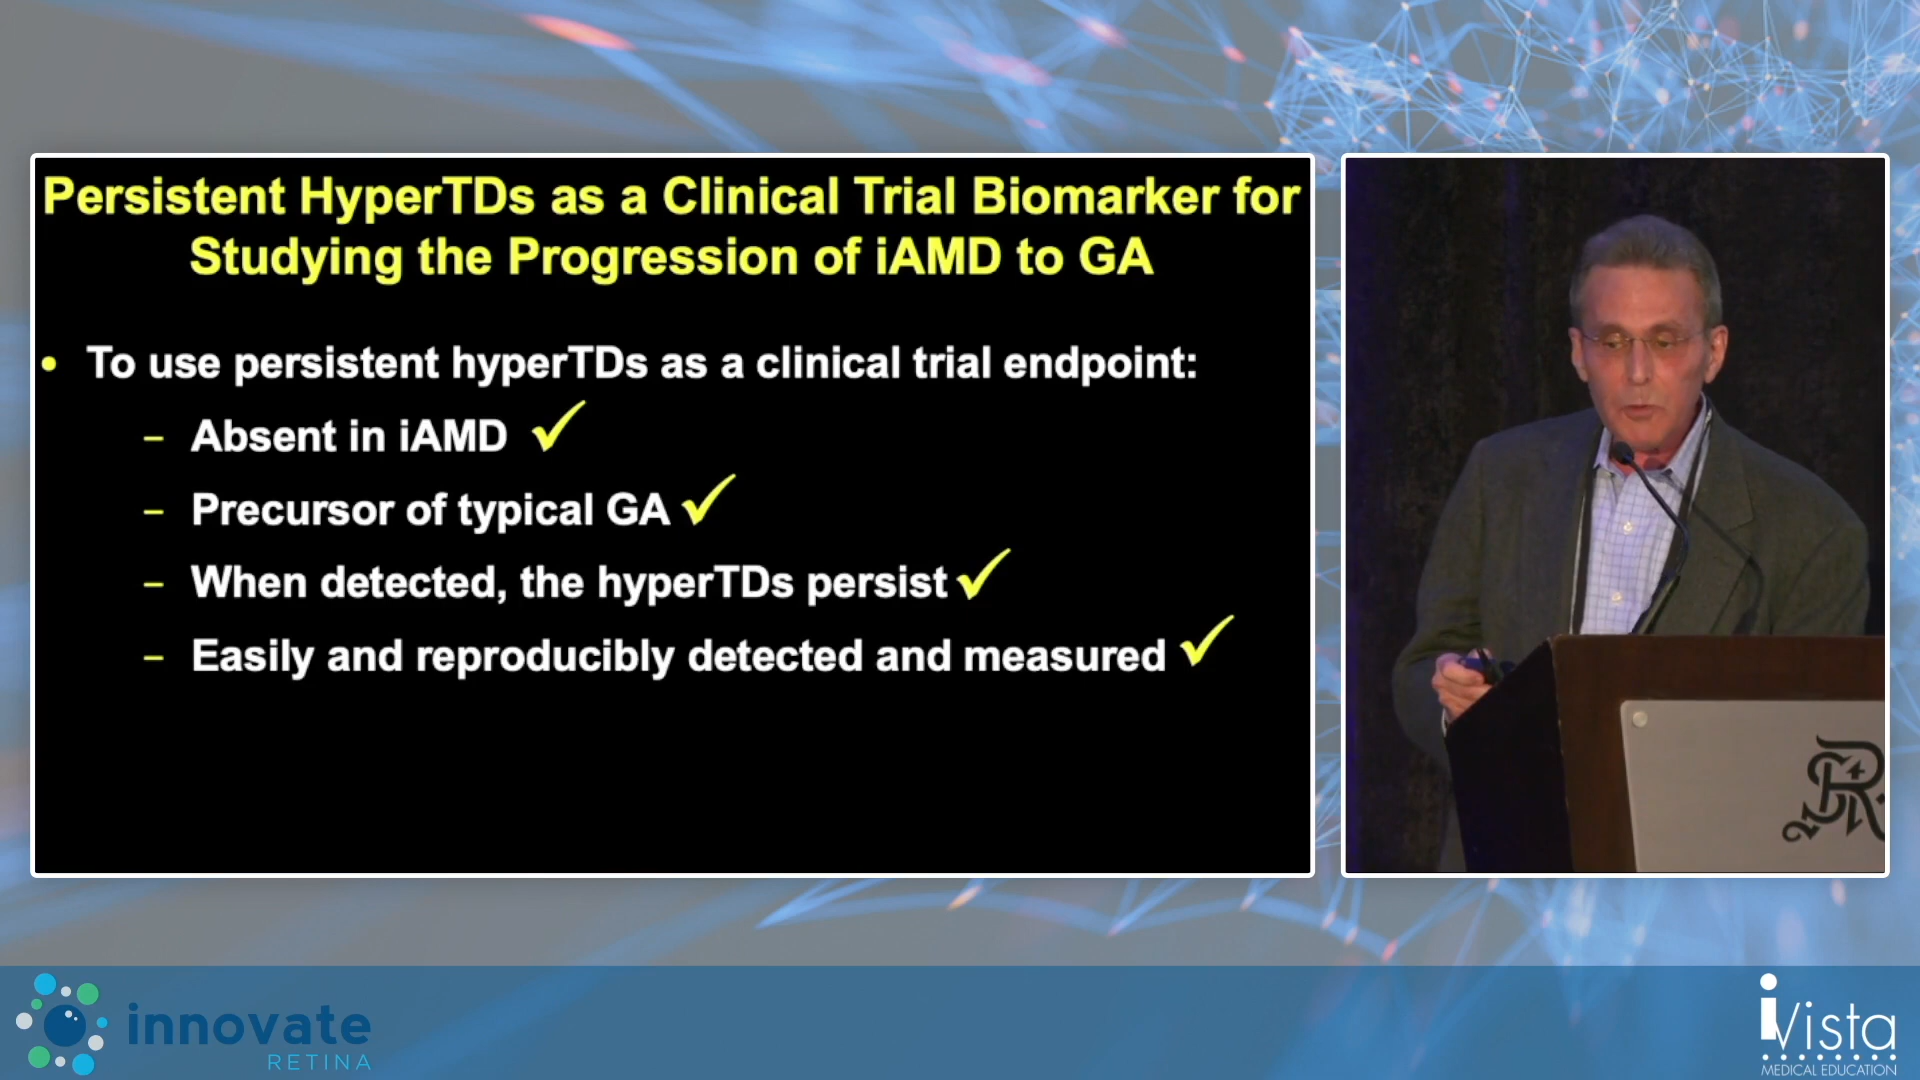 Persistent HyperTDs as a Clinical Trial Biomarker for
Studying the Progression of iAMD to GA
• To use persistent hyperTDs as a clinical trial endpoint:
– Absent in iAMD ✓
– Precursor of typical GA ✓
– When detected, the hyperTDs persist ✓
– Easily and reproducibly detected and measured ✓
R
innovate
RETINA
iVista
MEDICAL EDUCATION